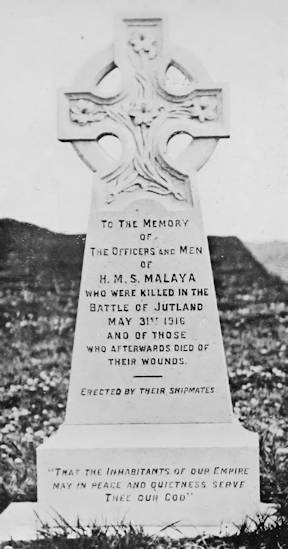 To The Memory
of
The Officers and Men
of
H.M.S. MALAYA
who were killed in the
Battle of Jutland
May 31st 1916
and of those
who afterwards died of
their wounds.
Erected by their shipmates
"That the Inhabitants of our Empire
may in peace and quietness serve
Thee our God"